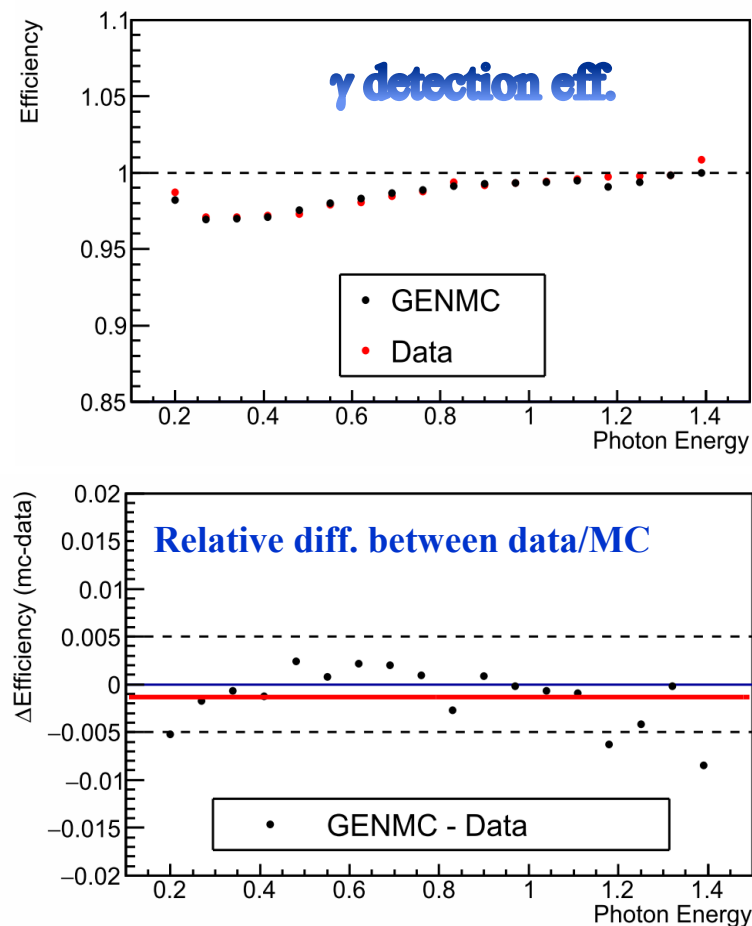 Efficiency
1.1
1.05
1
0.95
0.9
0.85
γ detection eff.
GENMC
Data
0.2 0.4 0.6 0.8 1 1.2 1.4
Photon Energy
ΔEfficiency (mc-data)
0.02
0.015
0.01
0.005
0
−0.005
−0.01
−0.015
−0.02
Relative diff. between data/MC
GENMC - Data
0.2 0.4 0.6 0.8 1 1.2 1.4
Photon Energy